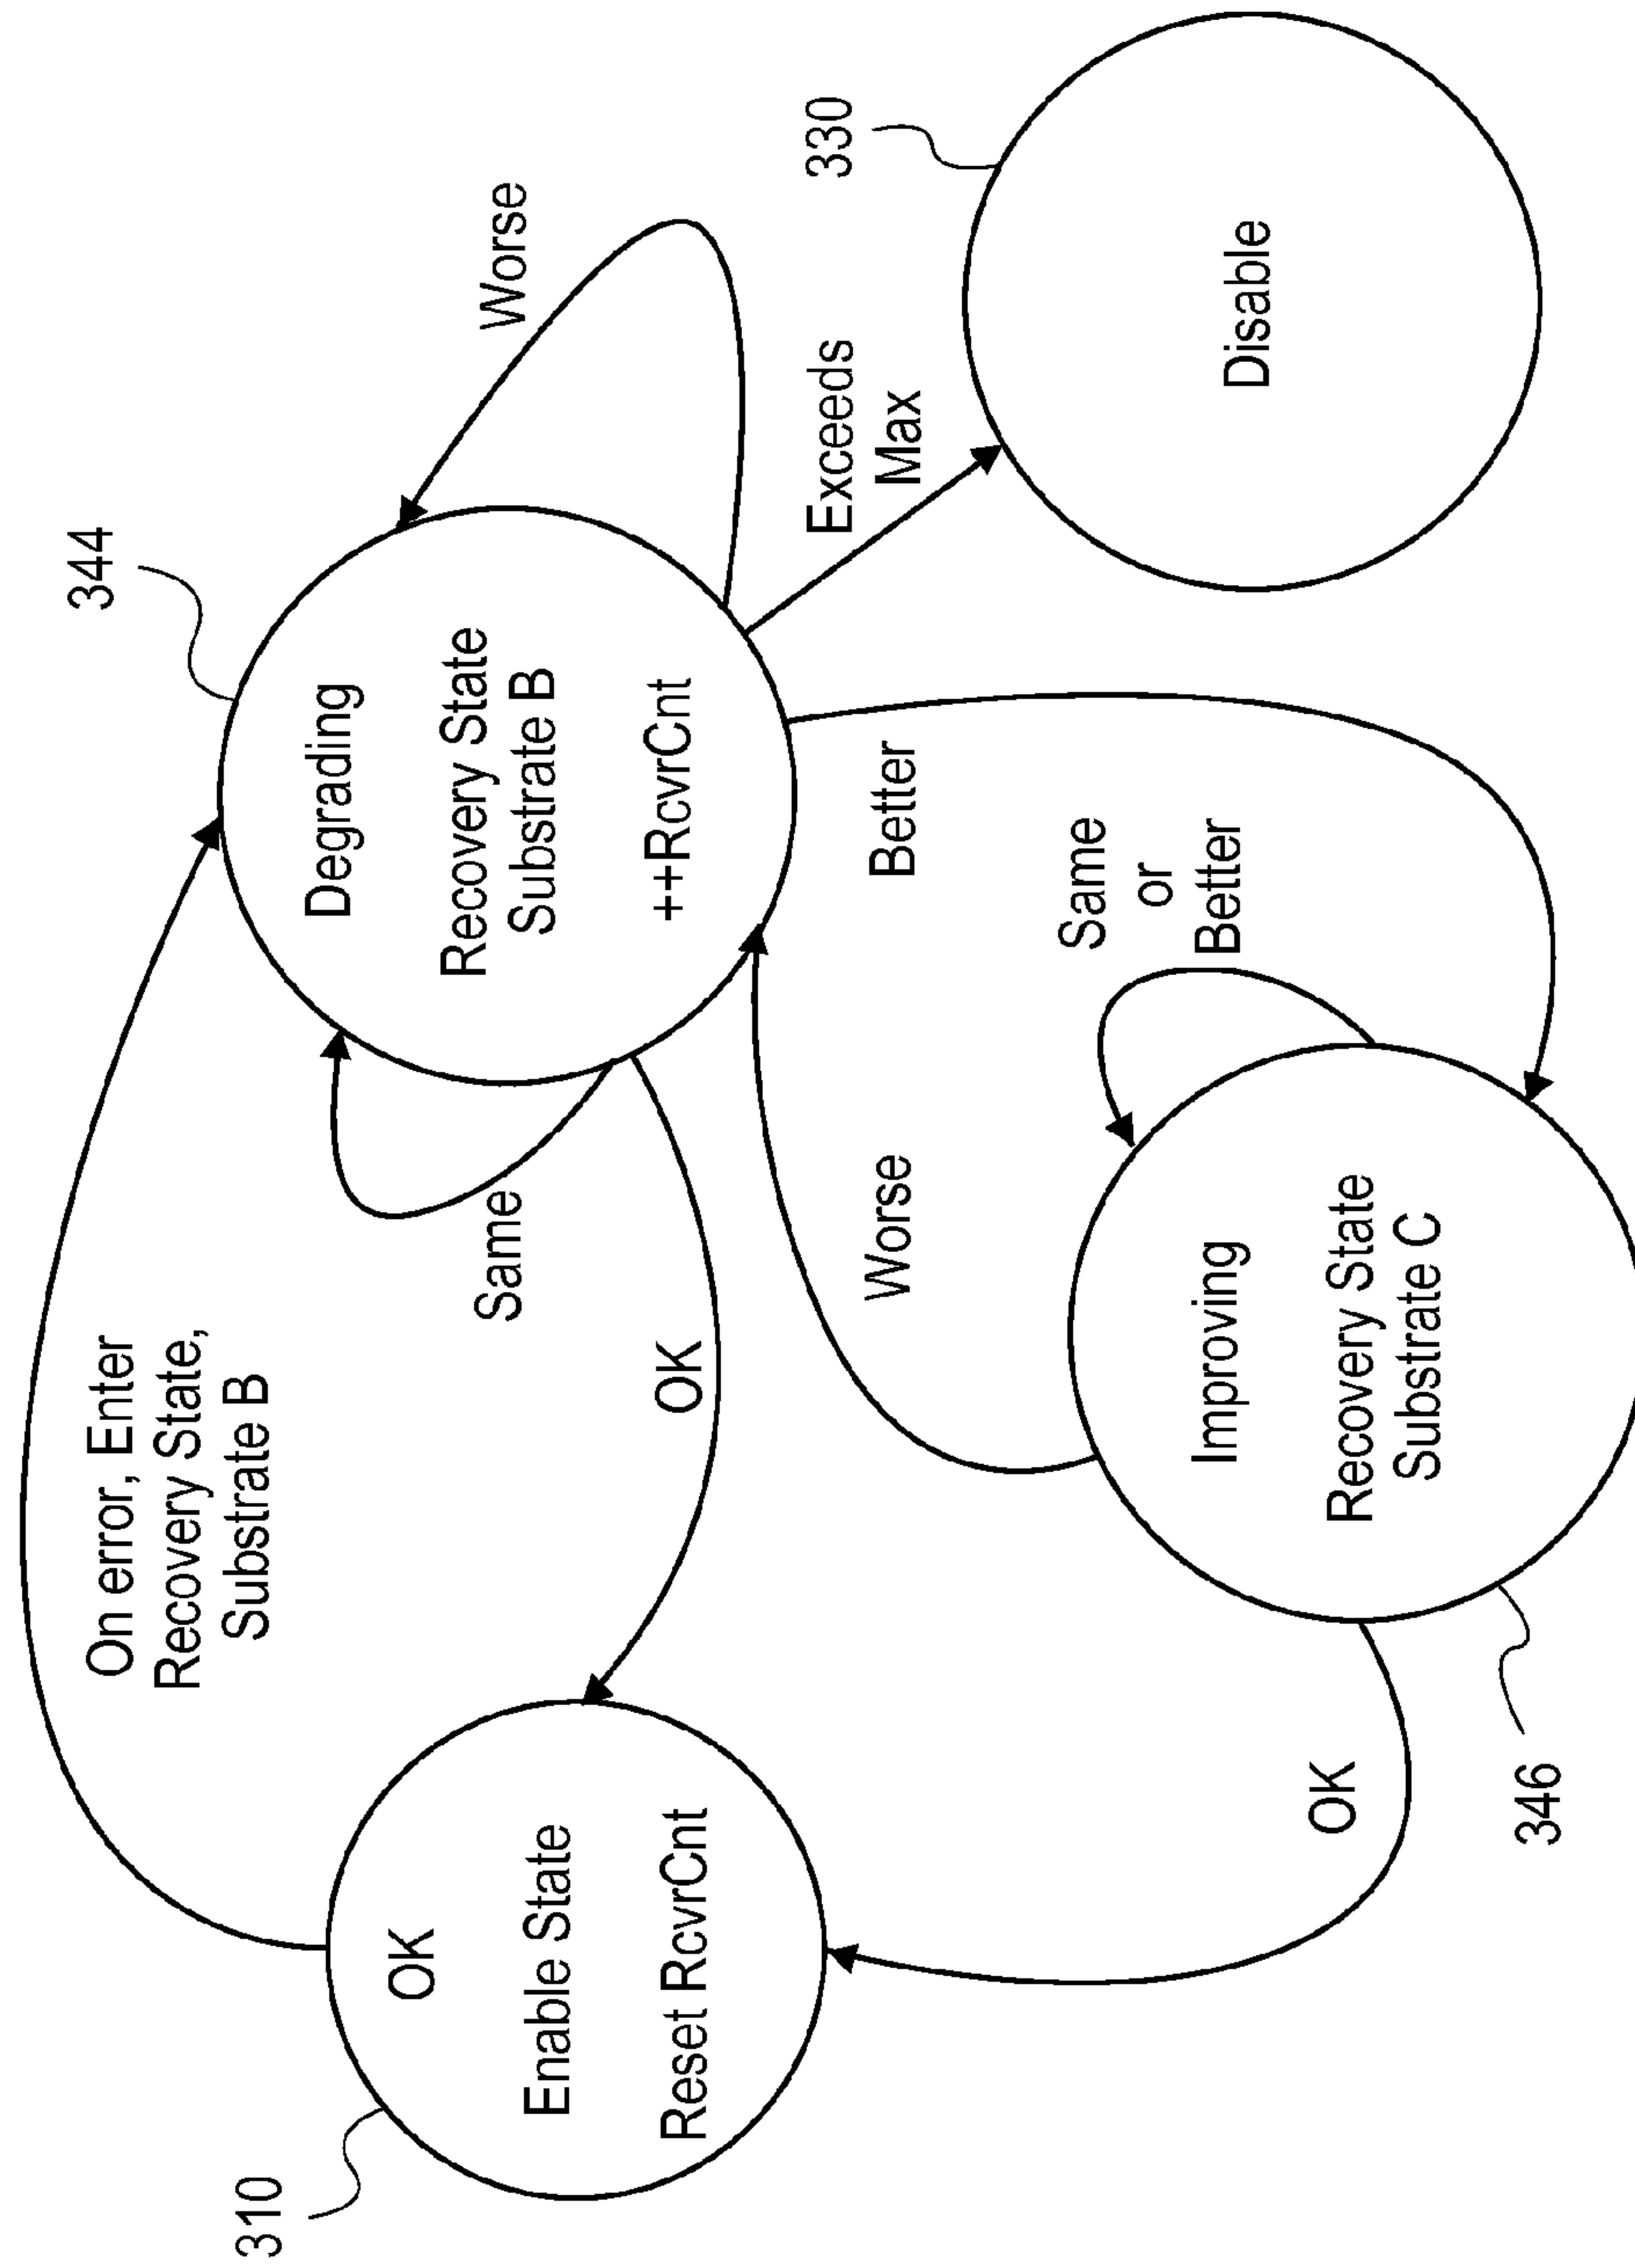 On error, Enter
Recovery State,
Substrate B
344
Degrading
Recovery State
Substrate B
++RcvrCnt
Worse
Same
OK
310
OK
Enable State
Reset RcvrCnt
Exceeds
Max
330
Disable
Better
Worse
Same
or
Better
Improving
Recovery State
Substrate C
OK
346